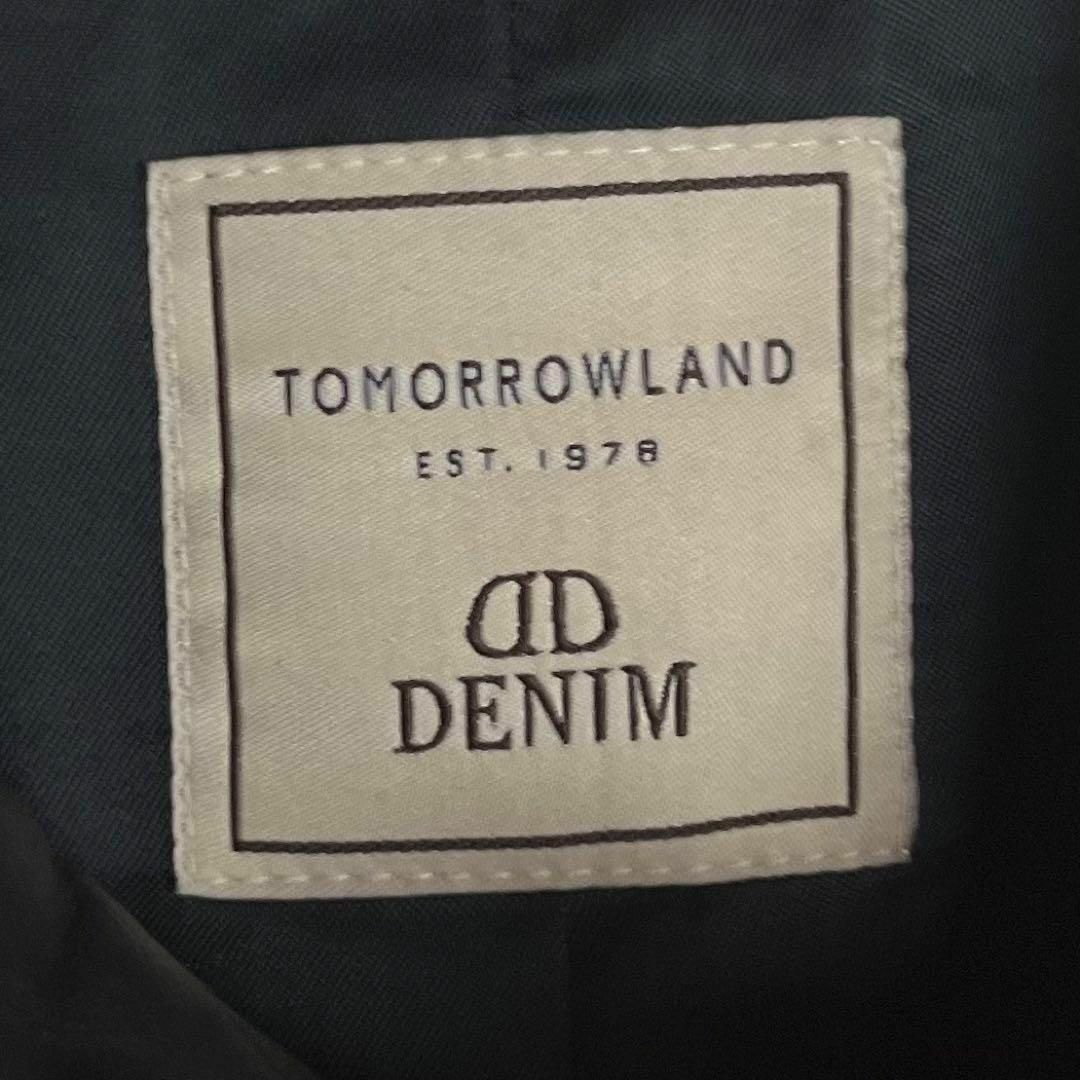 TOMORROWLAND
EST. 1978
DD
DENIM